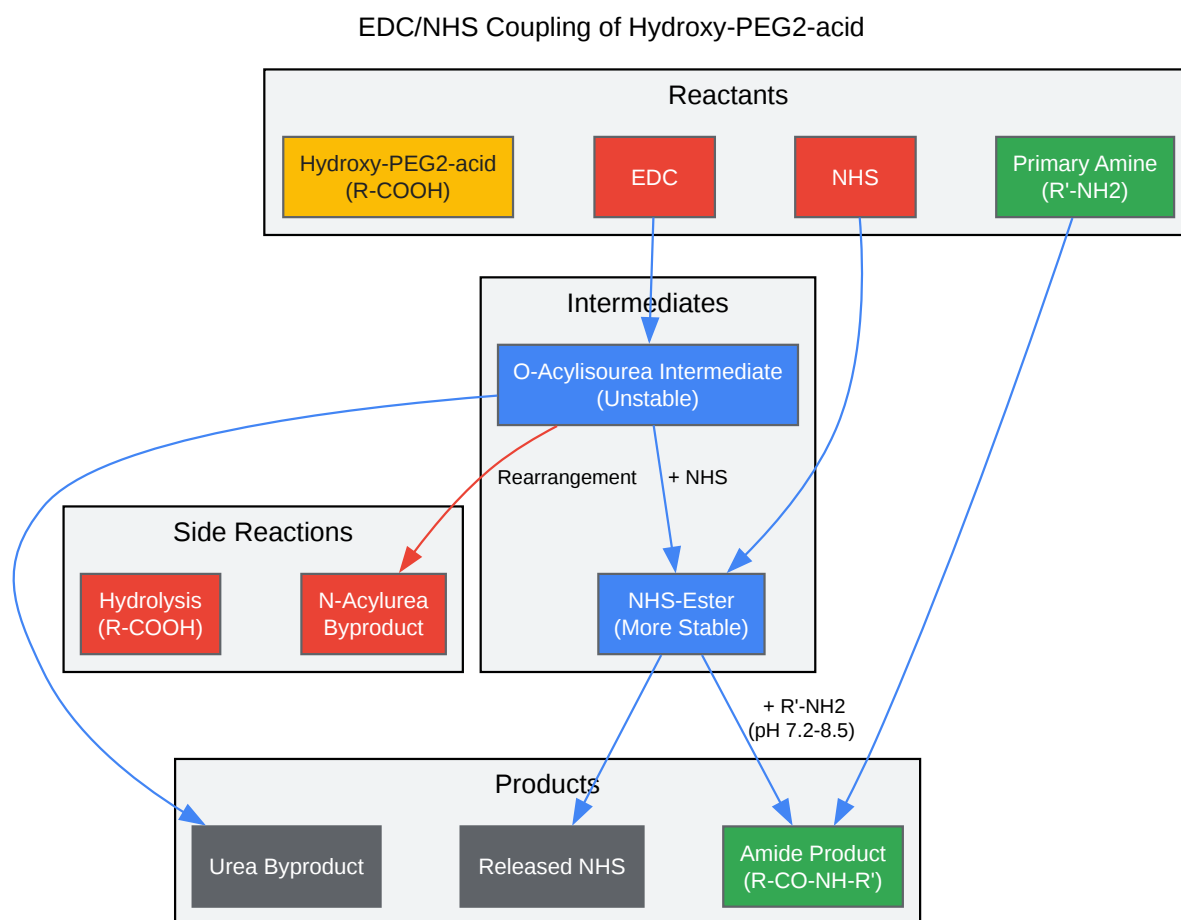 EDC/NHS Coupling of Hydroxy-PEG2-acid
Reactants
Hydroxy-PEG2-acid
(R-COOH)
EDC
NHS
Primary Amine
(R'-NH2)
Intermediates
O-Acylisourea Intermediate
(Unstable)
Rearrangement
+ NHS
Side Reactions
Hydrolysis
(R-COOH)
N-Acylurea
Byproduct
NHS-Ester
(More Stable)
+ R'-NH2
(pH 7.2-8.5)
Products
Urea Byproduct
Released NHS
Amide Product
(R-CO-NH-R')